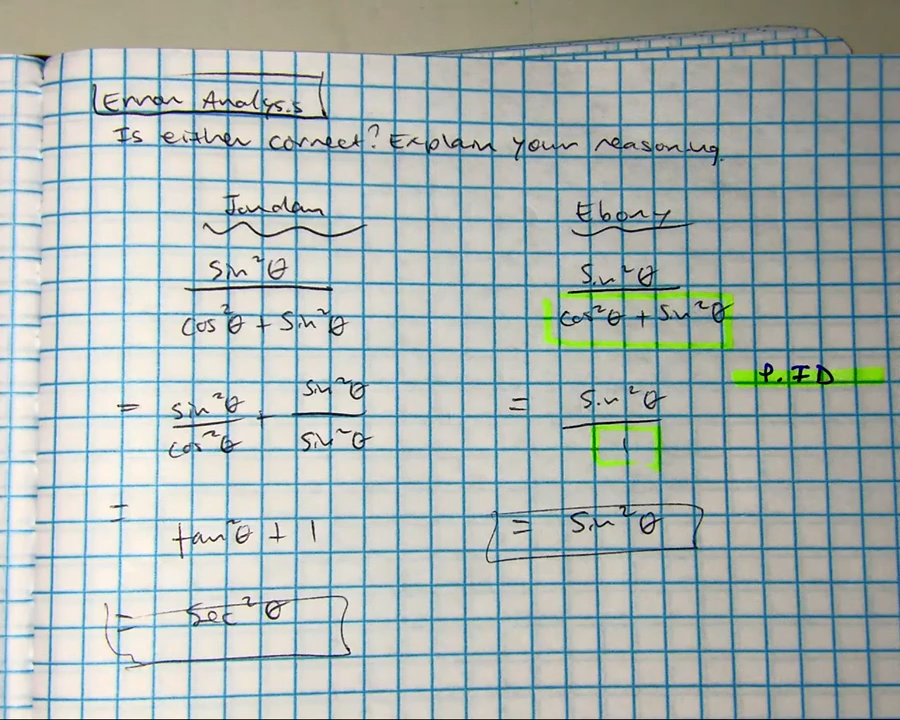 Error Analysis
Is either correct? Explain your reasoning.
Jordan
sin²θ
cos²θ + sin²θ
= sin²θ/cos²θ + sin²θ/sin²θ
= tan²θ + 1
= sec²θ
Ebony
sin²θ
cos²θ + sin²θ
P. ID
= sin²θ
1
= sin²θ